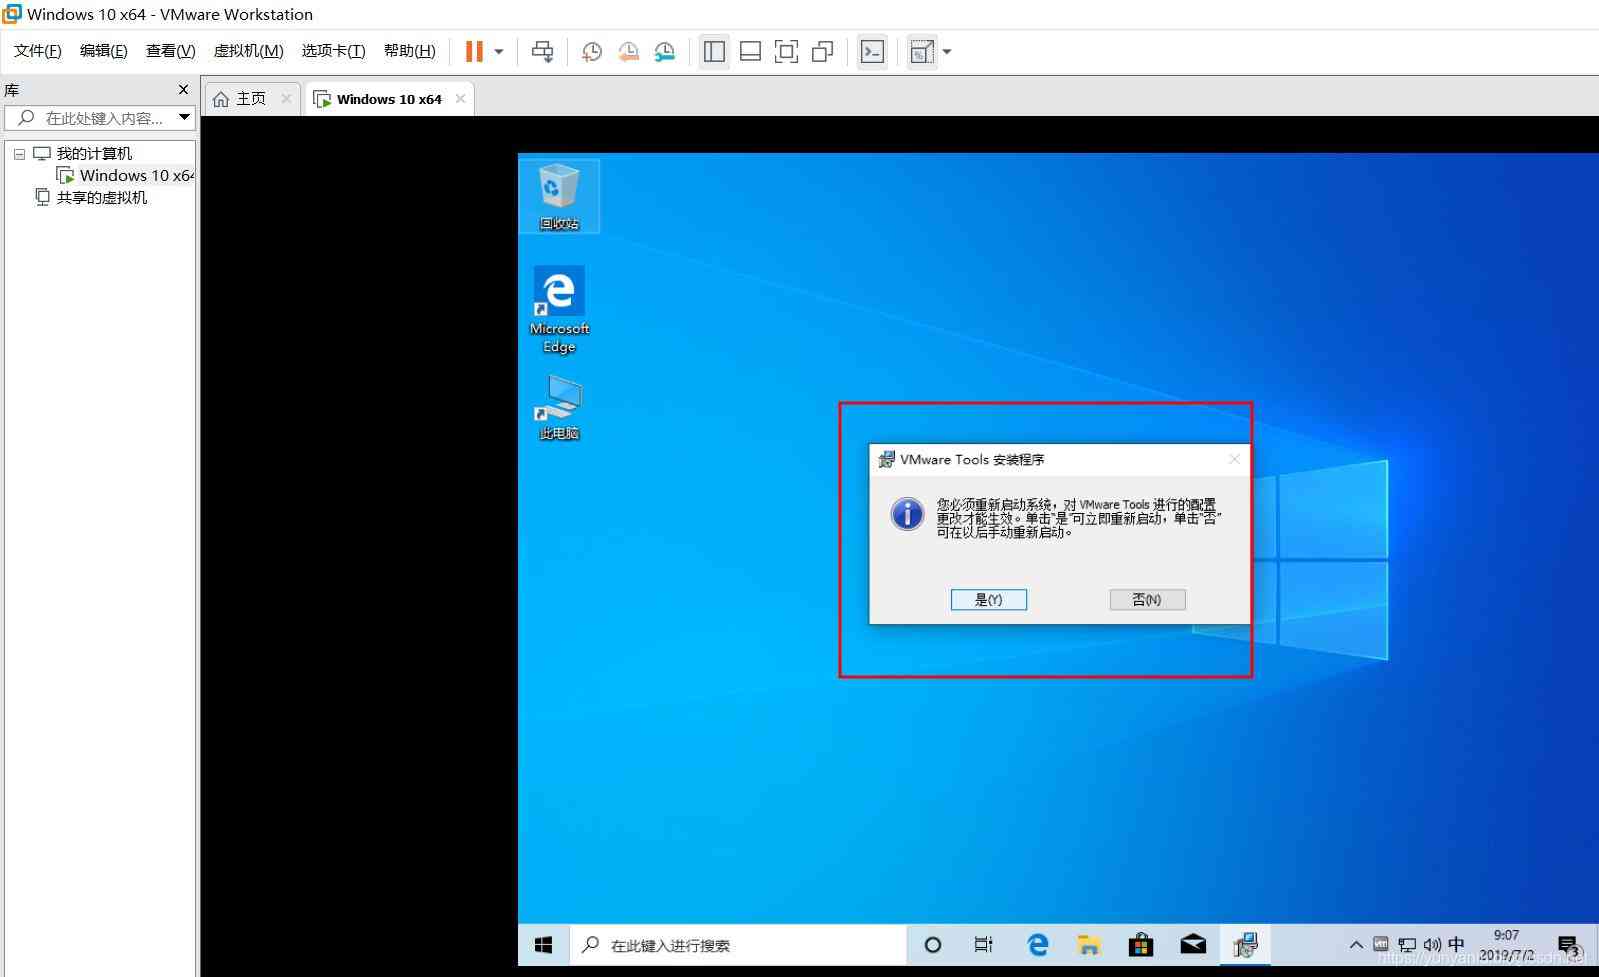 Windows 10 x64 - VMware Workstation
文件(F) 编辑(E) 查看(V) 虚拟机(M) 选项卡(T) 帮助(H)
库
在此处键入内容...
我的计算机
Windows 10 x64
共享的虚拟机
主页
Windows 10 x64
回收站
Microsoft
Edge
此电脑
VMware Tools 安装程序
您必须重新启动系统，对 VMware Tools 进行的配置
更改才能生效。单击“是”可立即重新启动，单击“否”
可在以后手动重新启动。
是(Y)
否(N)
在此键入进行搜索
中
9:07
2019/7/2
3